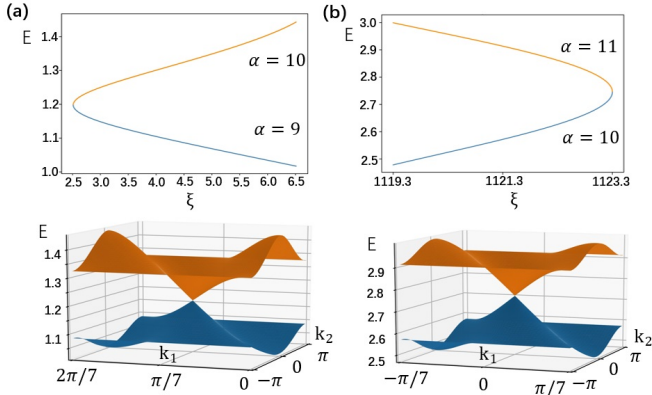 (a)
E
1.4
1.3
1.2
1.1
1.0
α = 10
α = 9
2.5 3.0 3.5 4.0 4.5 5.0 5.5 6.0 6.5
ξ
(b)
E
3.0
2.9
2.8
2.7
2.6
2.5
α = 11
α = 10
1119.3 1121.3 1123.3
ξ
E
1.4
1.3
1.2
1.3
1.1
2π/7
k₁
π/7
0
−π
0
π
k₂
E
2.9
2.8
2.7
2.6
2.5
−π/7
k₁
0
π/7
−π
0
π
k₂